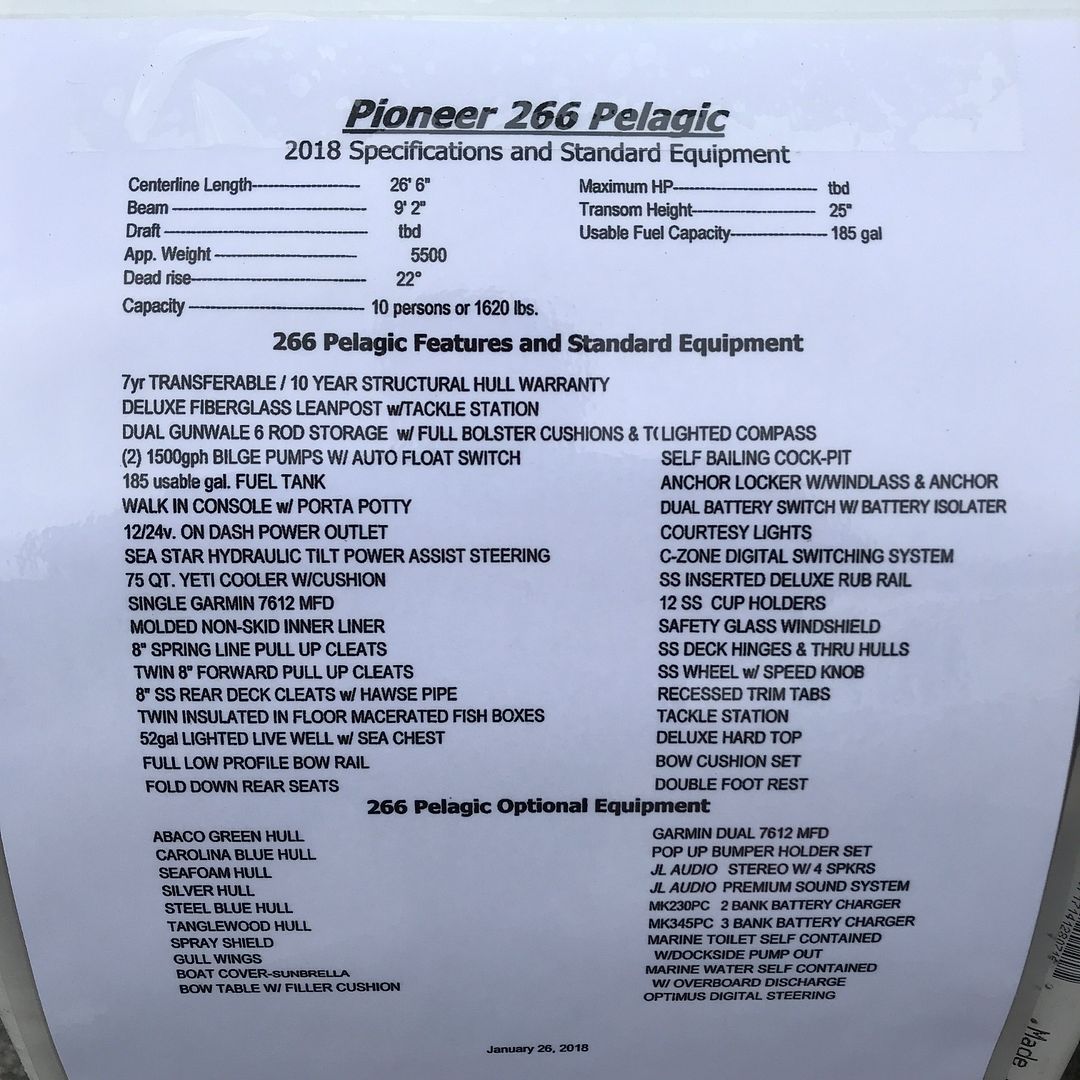 Pioneer 266 Pelagic
2018 Specifications and Standard Equipment
Centerline Length-------------------- 26' 6"
Beam ------------------------------------ 9' 2"
Draft -------------------------------------- tbd
App. Weight -------------------------- 5500
Dead rise-------------------------------- 22°
Capacity -------------------------------- 10 persons or 1620 lbs.
Maximum HP-------------------------- tbd
Transom Height---------------------- 25"
Usable Fuel Capacity----------------- 185 gal
266 Pelagic Features and Standard Equipment
7yr TRANSFERABLE / 10 YEAR STRUCTURAL HULL WARRANTY
DELUXE FIBERGLASS LEANPOST w/TACKLE STATION
DUAL GUNWALE 6 ROD STORAGE w/ FULL BOLSTER CUSHIONS & T( LIGHTED COMPASS
(2) 1500gph BILGE PUMPS W/ AUTO FLOAT SWITCH
SELF BAILING COCK-PIT
185 usable gal. FUEL TANK
ANCHOR LOCKER W/WINDLASS & ANCHOR
WALK IN CONSOLE w/ PORTA POTTY
DUAL BATTERY SWITCH W/ BATTERY ISOLATER
12/24v. ON DASH POWER OUTLET
COURTESY LIGHTS
SEA STAR HYDRAULIC TILT POWER ASSIST STEERING
C-ZONE DIGITAL SWITCHING SYSTEM
75 QT. YETI COOLER W/CUSHION
SS INSERTED DELUXE RUB RAIL
SINGLE GARMIN 7612 MFD
12 SS CUP HOLDERS
MOLDED NON-SKID INNER LINER
SAFETY GLASS WINDSHIELD
8" SPRING LINE PULL UP CLEATS
SS DECK HINGES & THRU HULLS
TWIN 8" FORWARD PULL UP CLEATS
SS WHEEL w/ SPEED KNOB
8" SS REAR DECK CLEATS w/ HAWSE PIPE
RECESSED TRIM TABS
TWIN INSULATED IN FLOOR MACERATED FISH BOXES
TACKLE STATION
52gal LIGHTED LIVE WELL w/ SEA CHEST
DELUXE HARD TOP
FULL LOW PROFILE BOW RAIL
BOW CUSHION SET
FOLD DOWN REAR SEATS
DOUBLE FOOT REST
266 Pelagic Optional Equipment
ABACO GREEN HULL
CAROLINA BLUE HULL
SEAFOAM HULL
SILVER HULL
STEEL BLUE HULL
TANGLEWOOD HULL
SPRAY SHIELD
GULL WINGS
BOAT COVER-SUNBRELLA
BOW TABLE W/ FILLER CUSHION
GARMIN DUAL 7612 MFD
POP UP BUMPER HOLDER SET
JL AUDIO STEREO W/ 4 SPKRS
JL AUDIO PREMIUM SOUND SYSTEM
MK230PC 2 BANK BATTERY CHARGER
MK345PC 3 BANK BATTERY CHARGER
MARINE TOILET SELF CONTAINED
W/DOCKSIDE PUMP OUT
MARINE WATER SELF CONTAINED
W/ OVERBOARD DISCHARGE
OPTIMUS DIGITAL STEERING
January 26, 2018
Made